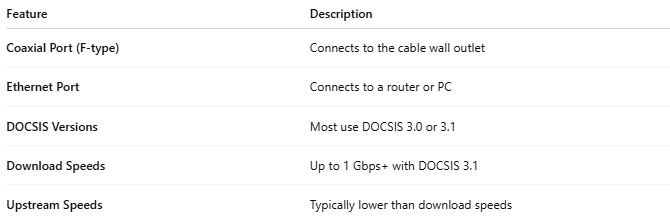 Feature Description
Coaxial Port (F-type) Connects to the cable wall outlet
Ethernet Port Connects to a router or PC
DOCSIS Versions Most use DOCSIS 3.0 or 3.1
Download Speeds Up to 1 Gbps+ with DOCSIS 3.1
Upstream Speeds Typically lower than download speeds